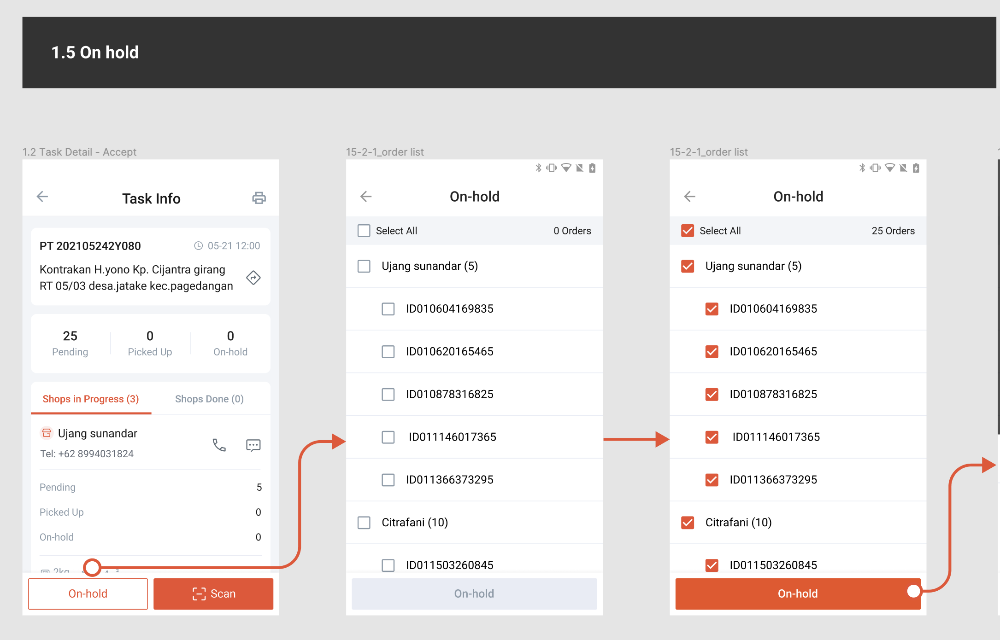 1.5 On hold
1.2 Task Detail - Accept
Task Info
PT 202105242Y080
05-21 12:00
Kontrakan H.yono Kp. Cijantra girang
RT 05/03 desa.jatake kec.pagedangan
25
Pending
0
Picked Up
0
On-hold
Shops in Progress (3)
Shops Done (0)
Ujang sunandar
Tel: +62 8994031824
Pending
5
Picked Up
0
On-hold
0
2kg
On-hold
Scan
15-2-1_order list
On-hold
Select All
0 Orders
Ujang sunandar (5)
ID010604169835
ID010620165465
ID010878316825
ID011146017365
ID011366373295
Citrafani (10)
ID011503260845
On-hold
15-2-1_order list
On-hold
Select All
25 Orders
Ujang sunandar (5)
ID010604169835
ID010620165465
ID010878316825
ID011146017365
ID011366373295
Citrafani (10)
ID011503260845
On-hold